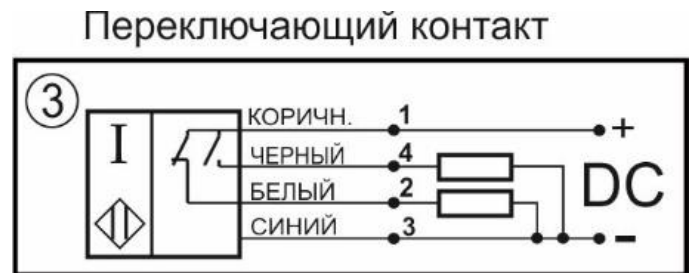 Переключающий контакт
3
КОРИЧН. 1
+
I
ЧЕРНЫЙ 4
DC
БЕЛЫЙ 2
СИНИЙ 3
-